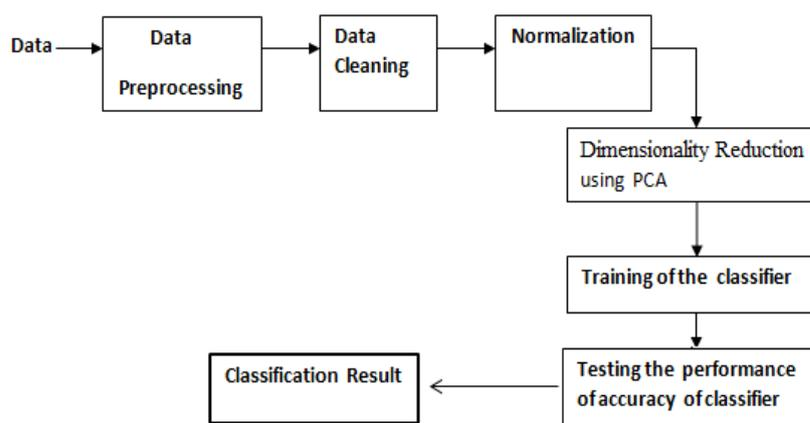 Data
Data
Preprocessing
Data
Cleaning
Normalization
Dimensionality Reduction
using PCA
Training of the classifier
Testing the performance
of accuracy of classifier
Classification Result